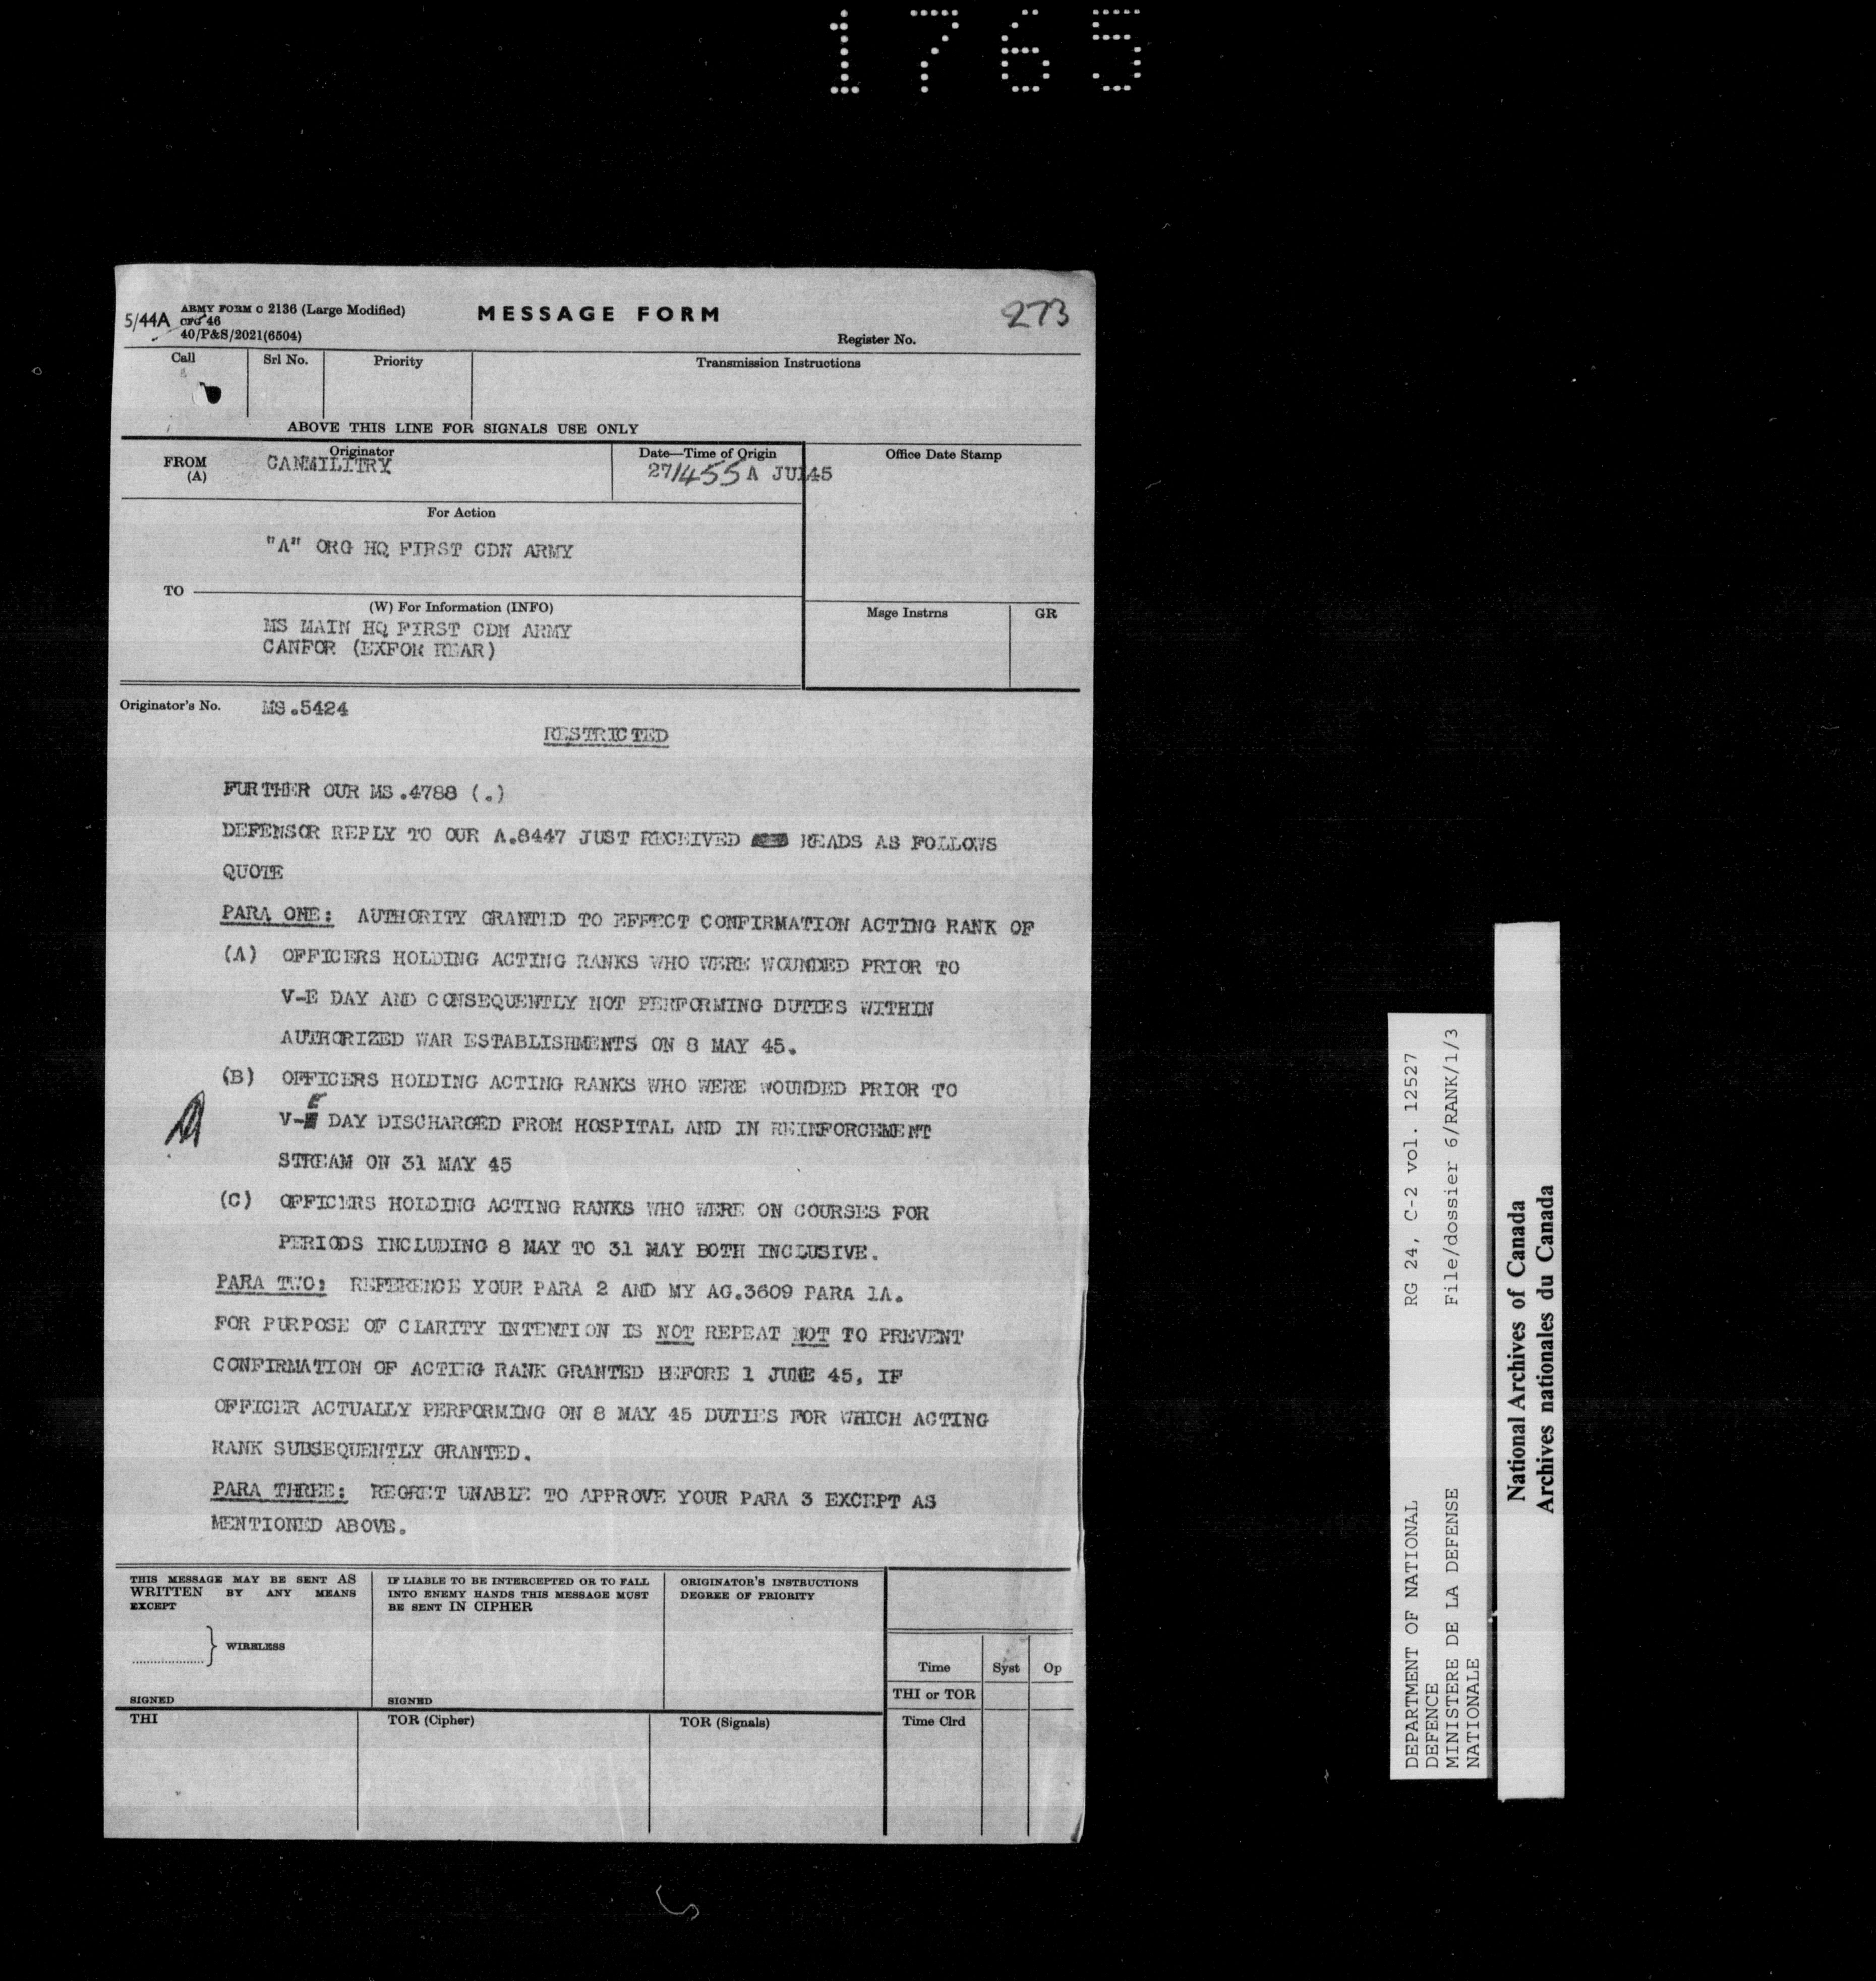 1765
273
5/44A
ARMY FORM C 2136 (Large Modified)
CFG 46
40/P&S/2021(6504)
MESSAGE FORM
Register No.
Call
Srl No.
Priority
Transmission Instructions
ABOVE THIS LINE FOR SIGNALS USE ONLY
FROM
(A)
Originator
CANMILITRY
Date—Time of Origin
271455A 45
Office Date Stamp
For Action
"A" ORG HQ FIRST CDN ARMY
TO
(W) For Information (INFO)
MS MAIN HQ FIRST CDN ARMY
CANFOR (EXFOR REAR)
Msge Instrns
GR
Originator's No.
MS.5424
RESTRICTED
FURTHER OUR MS.4788 (.)
DEFENSOR REPLY TO OUR A.8447 JUST RECEIVED READS AS FOLLOWS
QUOTE
PARA ONE: AUTHORITY GRANTED TO EFFECT CONFIRMATION ACTING RANK OF
(A) OFFICERS HOLDING ACTING RANKS WHO WERE WOUNDED PRIOR TO
V-E DAY AND CONSEQUENTLY NOT PERFORMING DUTIES WITHIN
AUTHORIZED WAR ESTABLISHMENTS ON 8 MAY 45.
(B) OFFICERS HOLDING ACTING RANKS WHO WERE WOUNDED PRIOR TO
V-E DAY DISCHARGED FROM HOSPITAL AND IN REINFORCEMENT
STREAM ON 31 MAY 45
(C) OFFICERS HOLDING ACTING RANKS WHO WERE ON COURSES FOR
PERIODS INCLUDING 8 MAY TO 31 MAY BOTH INCLUSIVE.
PARA TWO: REFERENCE YOUR PARA 2 AND MY AG.3609 PARA 1A.
FOR PURPOSE OF CLARITY INTENTION IS NOT REPEAT NOT TO PREVENT
CONFIRMATION OF ACTING RANK GRANTED BEFORE 1 JUNE 45, IF
OFFICER ACTUALLY PERFORMING ON 8 MAY 45 DUTIES FOR WHICH ACTING
RANK SUBSEQUENTLY GRANTED.
PARA THREE: REGRET UNABLE TO APPROVE YOUR PARA 3 EXCEPT AS
MENTIONED ABOVE.
THIS MESSAGE MAY BE SENT AS
WRITTEN BY ANY MEANS
EXCEPT
WIRELESS
SIGNED
IF LIABLE TO BE INTERCEPTED OR TO FALL
INTO ENEMY HANDS THIS MESSAGE MUST
BE SENT IN CIPHER
SIGNED
ORIGINATOR'S INSTRUCTIONS
DEGREE OF PRIORITY
Time
Syst
Op
THI or TOR
Time Clrd
THI
TOR (Cipher)
TOR (Signals)
DEPARTMENT OF NATIONAL
DEFENCE
MINISTERE DE LA DEFENSE
NATIONALE
RG 24, C-2 vol. 12527
File/dossier 6/RANK/1/3
National Archives of Canada
Archives nationales du Canada